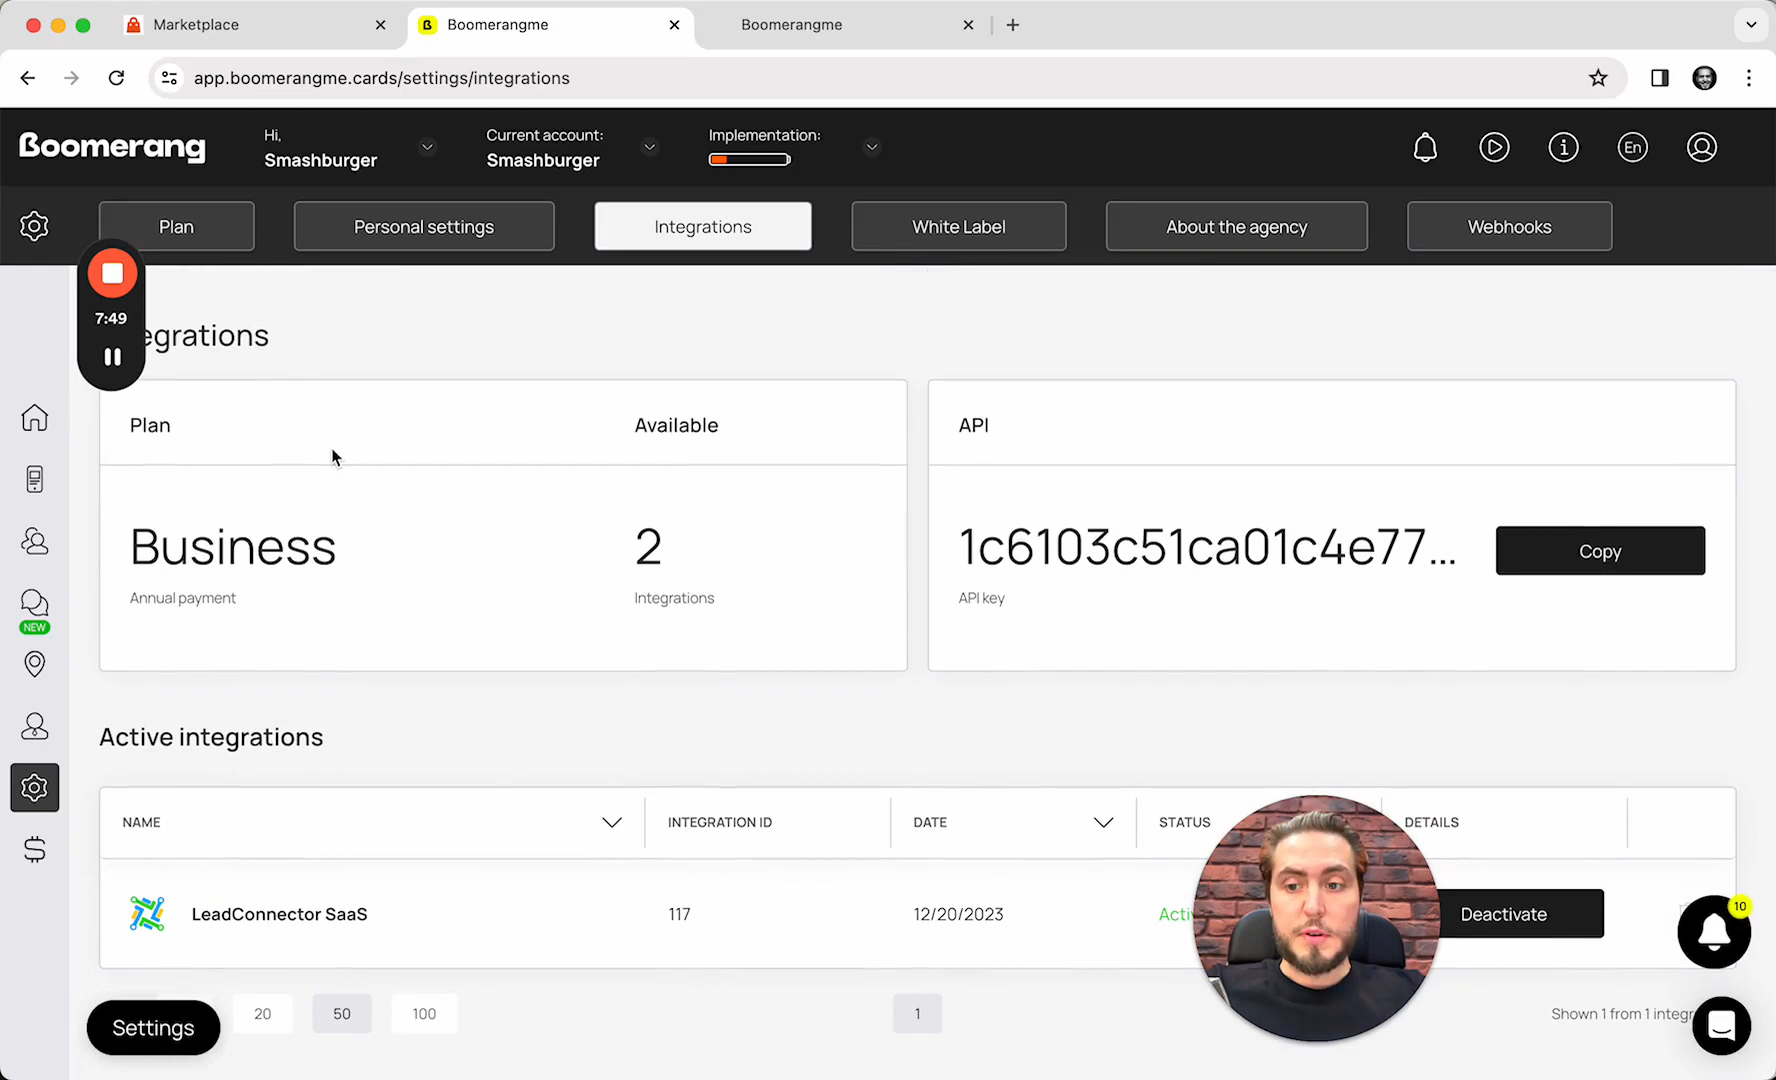 Marketplace
Boomerangme
Boomerangme
app.boomerangme.cards/settings/integrations
Boomerang
Hi,
Smashburger
Current account:
Smashburger
Implementation:
En
Plan
Personal settings
Integrations
White Label
About the agency
Webhooks
7:49
egrations
Plan
Available
Business
2
Annual payment
Integrations
API
1c6103c51ca01c4e77...
Copy
API key
NEW
Active integrations
NAME
INTEGRATION ID
DATE
STATUS
DETAILS
LeadConnector SaaS
117
12/20/2023
Acti
Deactivate
10
Settings
20
50
100
1
Shown 1 from 1 integr